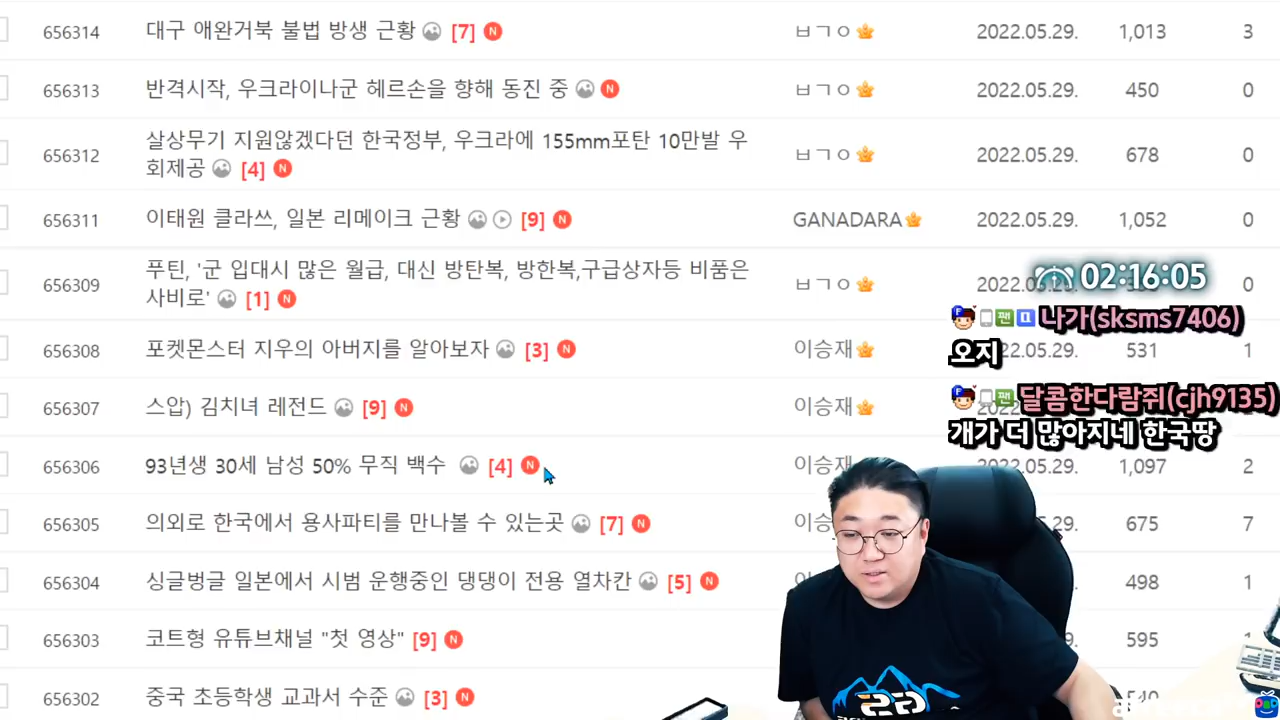 656314 대구 애완거북 불법 방생 근황 [7] N ㅂㄱㅇ 2022.05.29. 1,013 3
656313 반격시작, 우크라이나군 헤르손을 향해 동진 중 N ㅂㄱㅇ 2022.05.29. 450 0
656312 살상무기 지원않겠다던 한국정부, 우크라에 155mm포탄 10만발 우
회제공 [4] N ㅂㄱㅇ 2022.05.29. 678 0
656311 이태원 클라쓰, 일본 리메이크 근황 [9] N GANADARA 2022.05.29. 1,052 0
656309 푸틴, '군 입대시 많은 월급, 대신 방탄복, 방한복,구급상자등 비품은
사비로' [1] N ㅂㄱㅇ 0
02:16:05
나가(sksms7406)
오지
656308 포켓몬스터 지우의 아버지를 알아보자 [3] N 이승재 531 1
달콤한다람쥐(cjh9135)
개가 더 많아지네 한국땅
656307 스압) 김치녀 레전드 [9] N 이승재
656306 93년생 30세 남성 50% 무직 백수 [4] N 이승재 2022.05.29. 1,097 2
656305 의외로 한국에서 용사파티를 만나볼 수 있는곳 [7] N 이승 29. 675 7
656304 싱글벙글 일본에서 시범 운행중인 댕댕이 전용 열차칸 [5] N 498 1
656303 코트형 유튜브채널 "첫 영상" [9] N 595
656302 중국 초등학생 교과서 수준 [3] N